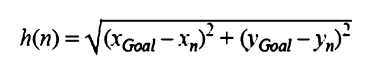 h(n) = √(x_Goal − x_n)² + (y_Goal − y_n)²